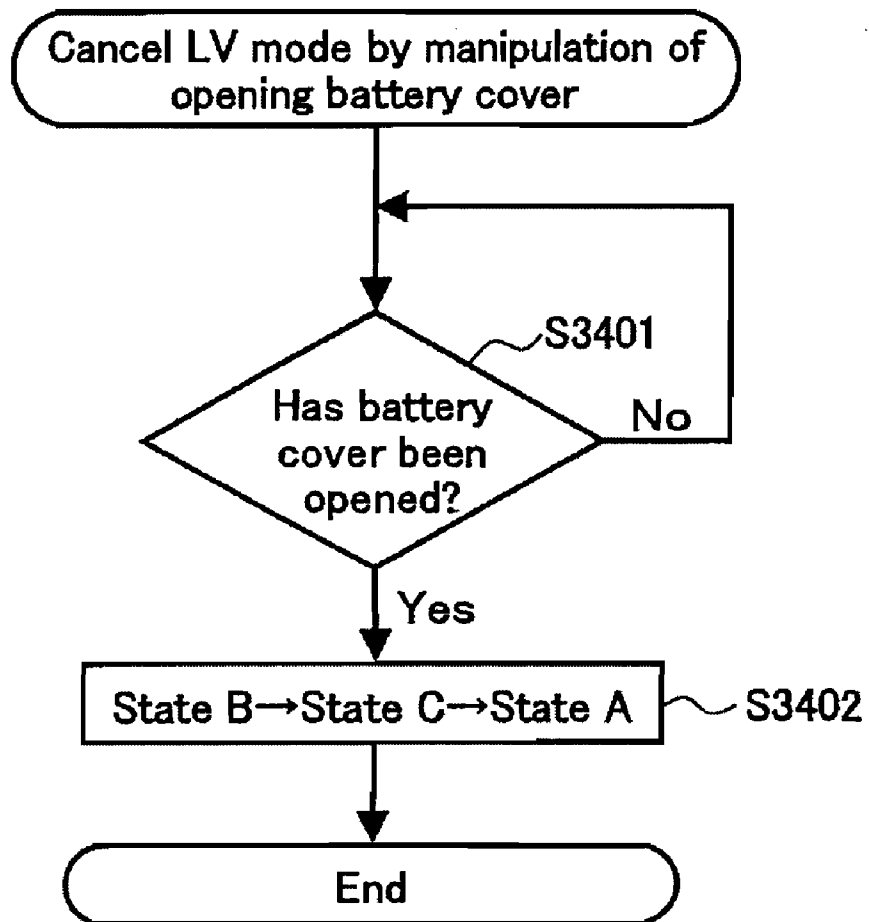 Cancel LV mode by manipulation of
opening battery cover
S3401
Has battery
cover been
opened?
No
Yes
State B→State C→State A
S3402
End